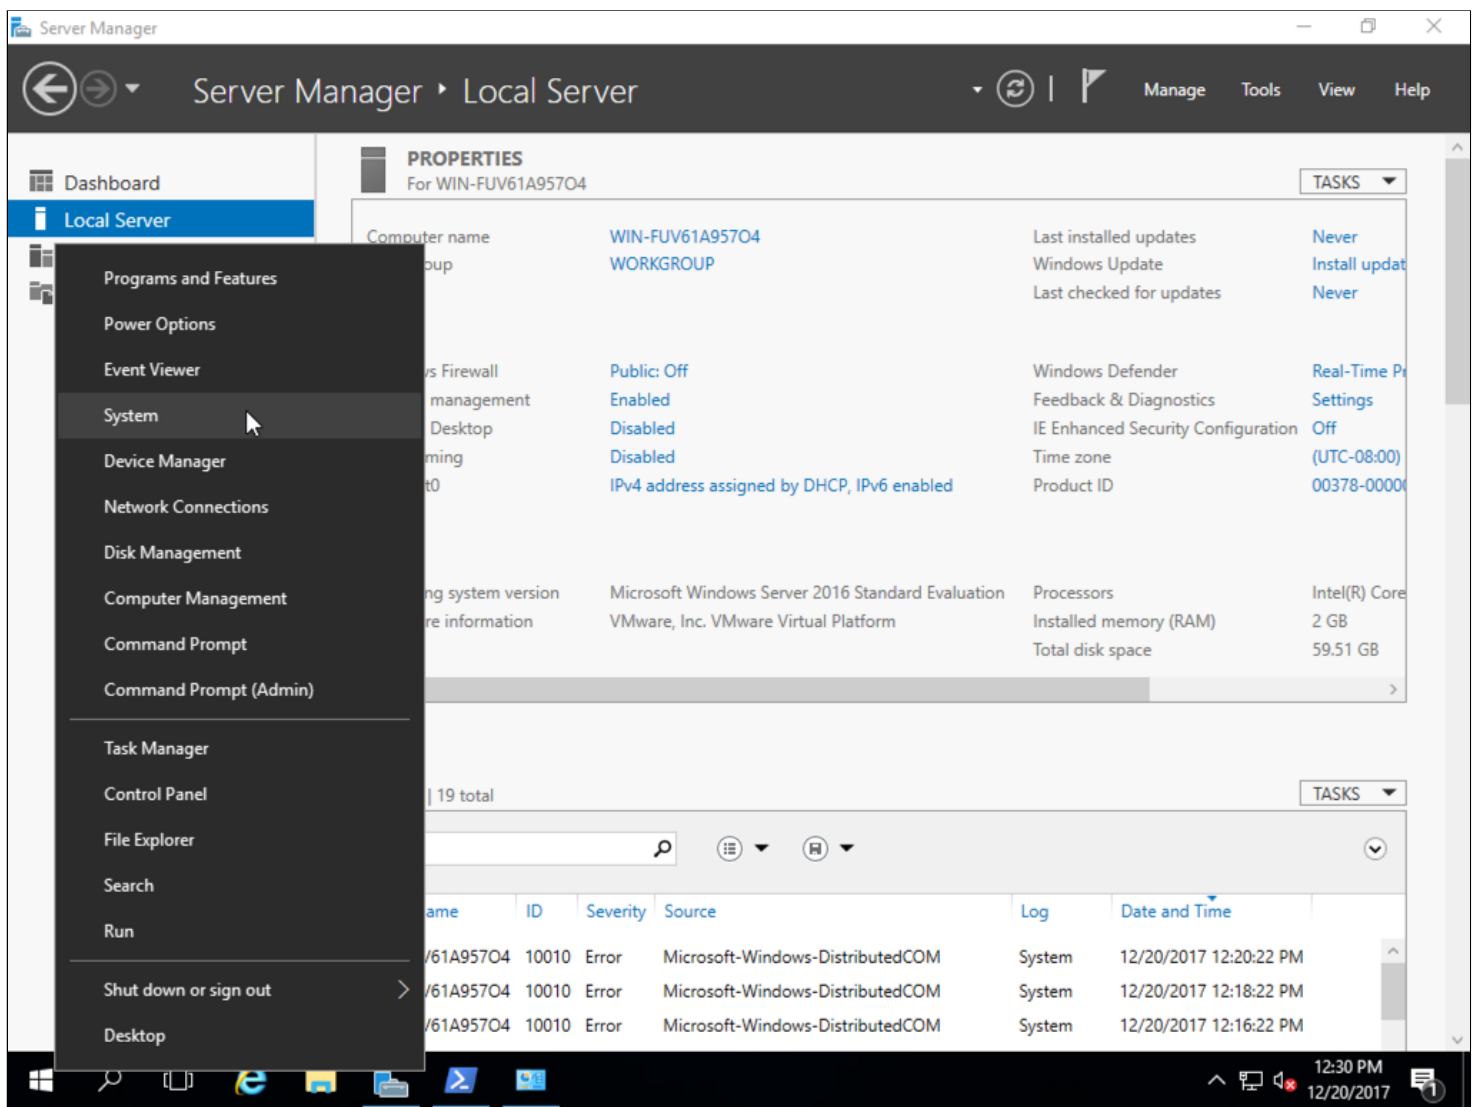 Server Manager
Server Manager ‣ Local Server
Manage Tools View Help
Dashboard
Local Server
PROPERTIES
For WIN-FUV61A957O4
TASKS
Computer name WIN-FUV61A957O4 Last installed updates Never
oup WORKGROUP Windows Update Install updat
Last checked for updates Never
vs Firewall Public: Off Windows Defender Real-Time Pr
management Enabled Feedback & Diagnostics Settings
Desktop Disabled IE Enhanced Security Configuration Off
ming Disabled Time zone (UTC-08:00)
t0 IPv4 address assigned by DHCP, IPv6 enabled Product ID 00378-00000
ng system version Microsoft Windows Server 2016 Standard Evaluation Processors Intel(R) Core
re information VMware, Inc. VMware Virtual Platform Installed memory (RAM) 2 GB
Total disk space 59.51 GB
Programs and Features
Power Options
Event Viewer
System
Device Manager
Network Connections
Disk Management
Computer Management
Command Prompt
Command Prompt (Admin)
Task Manager
Control Panel
File Explorer
Search
Run
Shut down or sign out
Desktop
| 19 total
TASKS
ame ID Severity Source Log Date and Time
/61A957O4 10010 Error Microsoft-Windows-DistributedCOM System 12/20/2017 12:20:22 PM
/61A957O4 10010 Error Microsoft-Windows-DistributedCOM System 12/20/2017 12:18:22 PM
/61A957O4 10010 Error Microsoft-Windows-DistributedCOM System 12/20/2017 12:16:22 PM
12:30 PM
12/20/2017
1